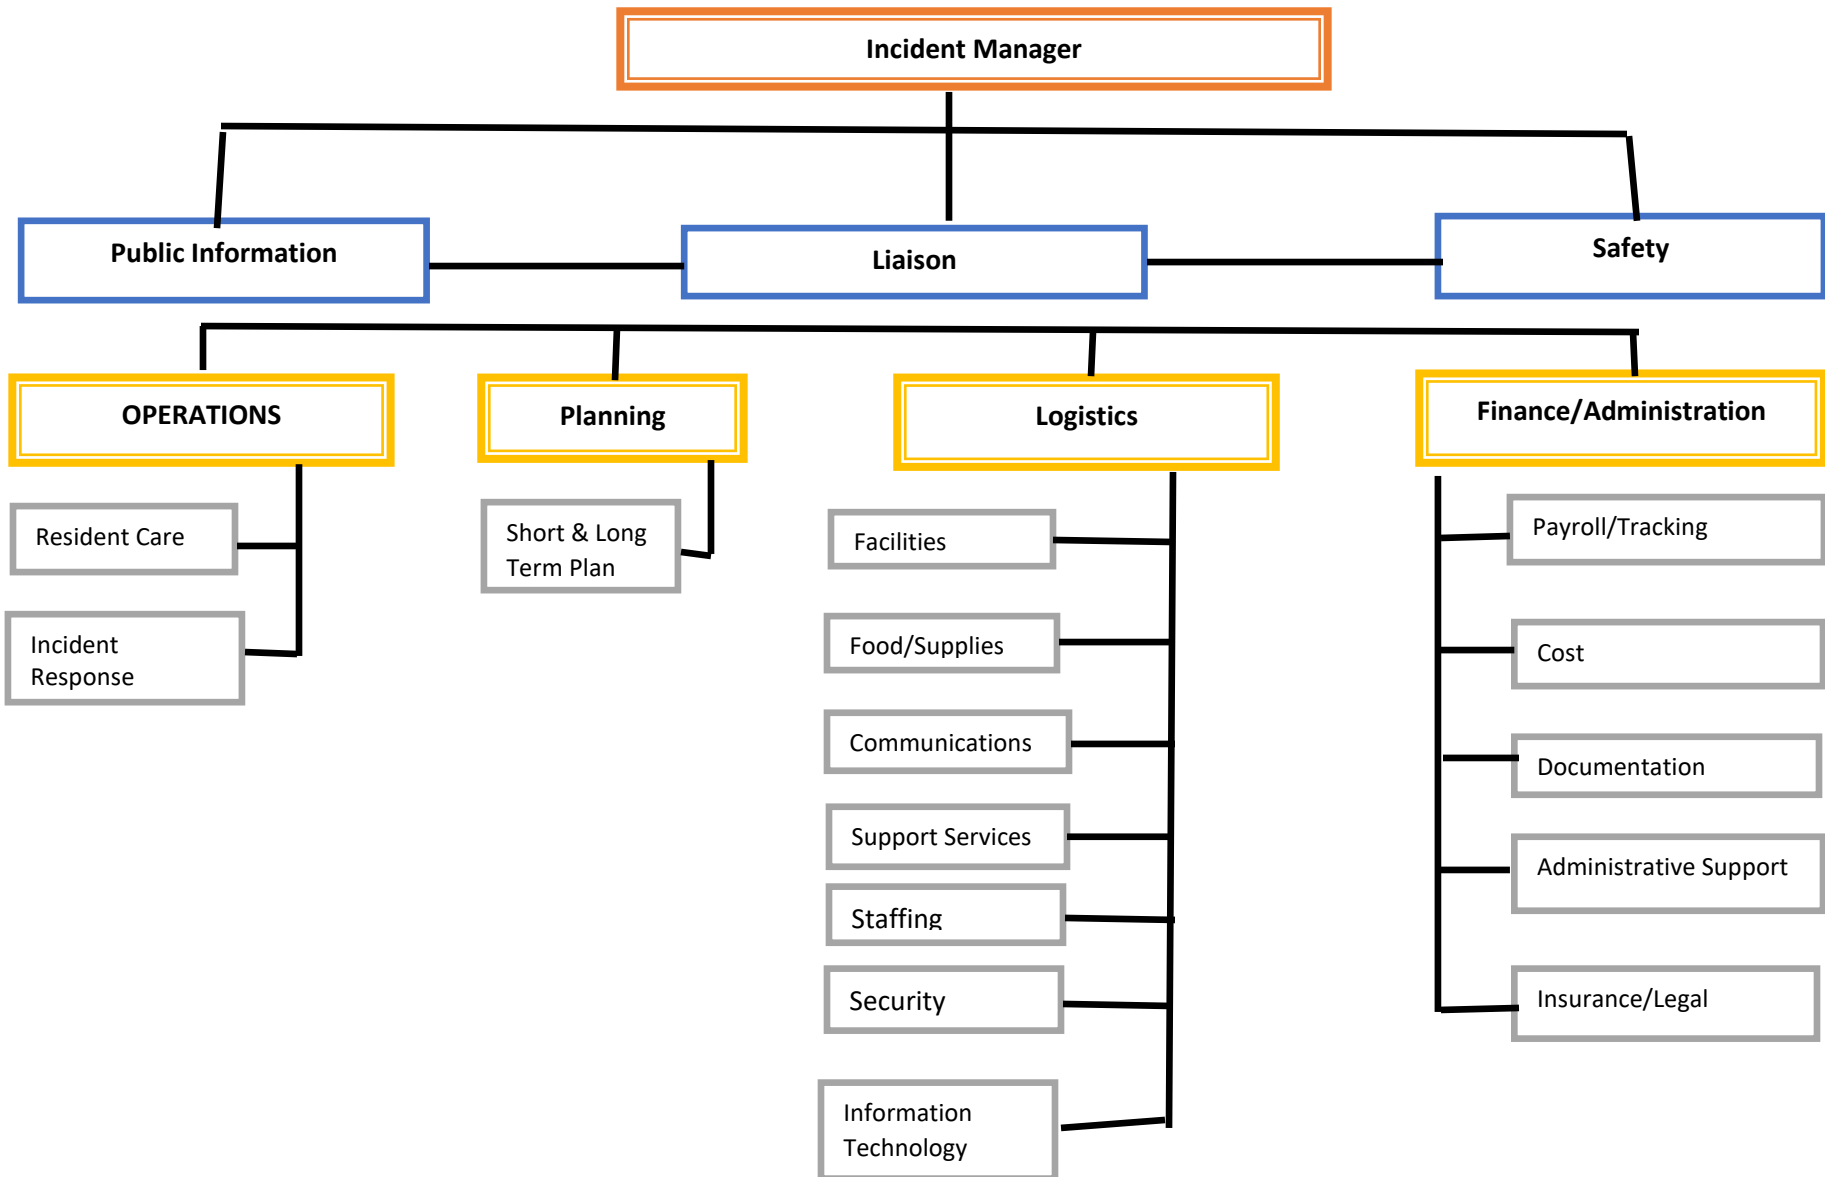 Incident Manager
Public Information
Liaison
Safety
OPERATIONS
Planning
Logistics
Finance/Administration
Resident Care
Incident
Response
Short & Long
Term Plan
Facilities
Food/Supplies
Communications
Support Services
Staffing
Security
Information
Technology
Payroll/Tracking
Cost
Documentation
Administrative Support
Insurance/Legal